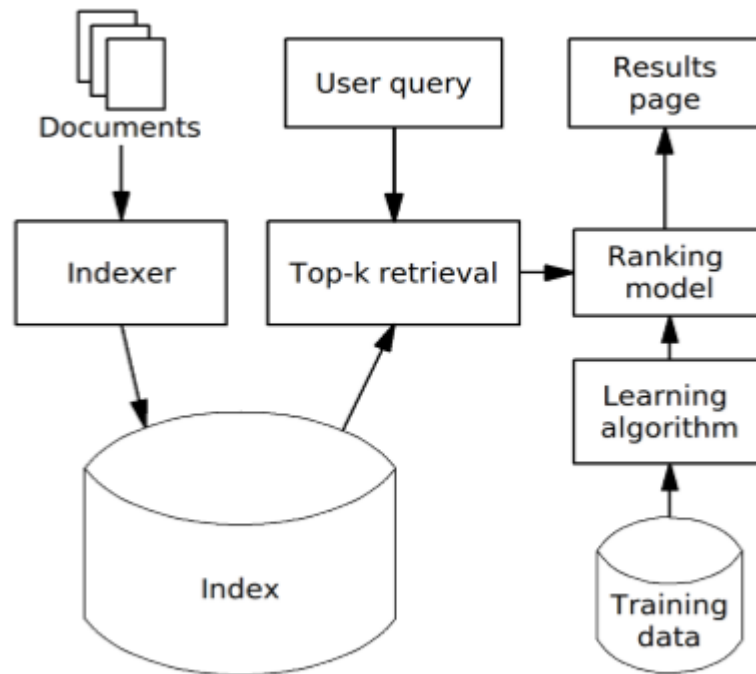 Documents
User query
Results
page
Indexer
Top-k retrieval
Ranking
model
Learning
algorithm
Index
Training
data